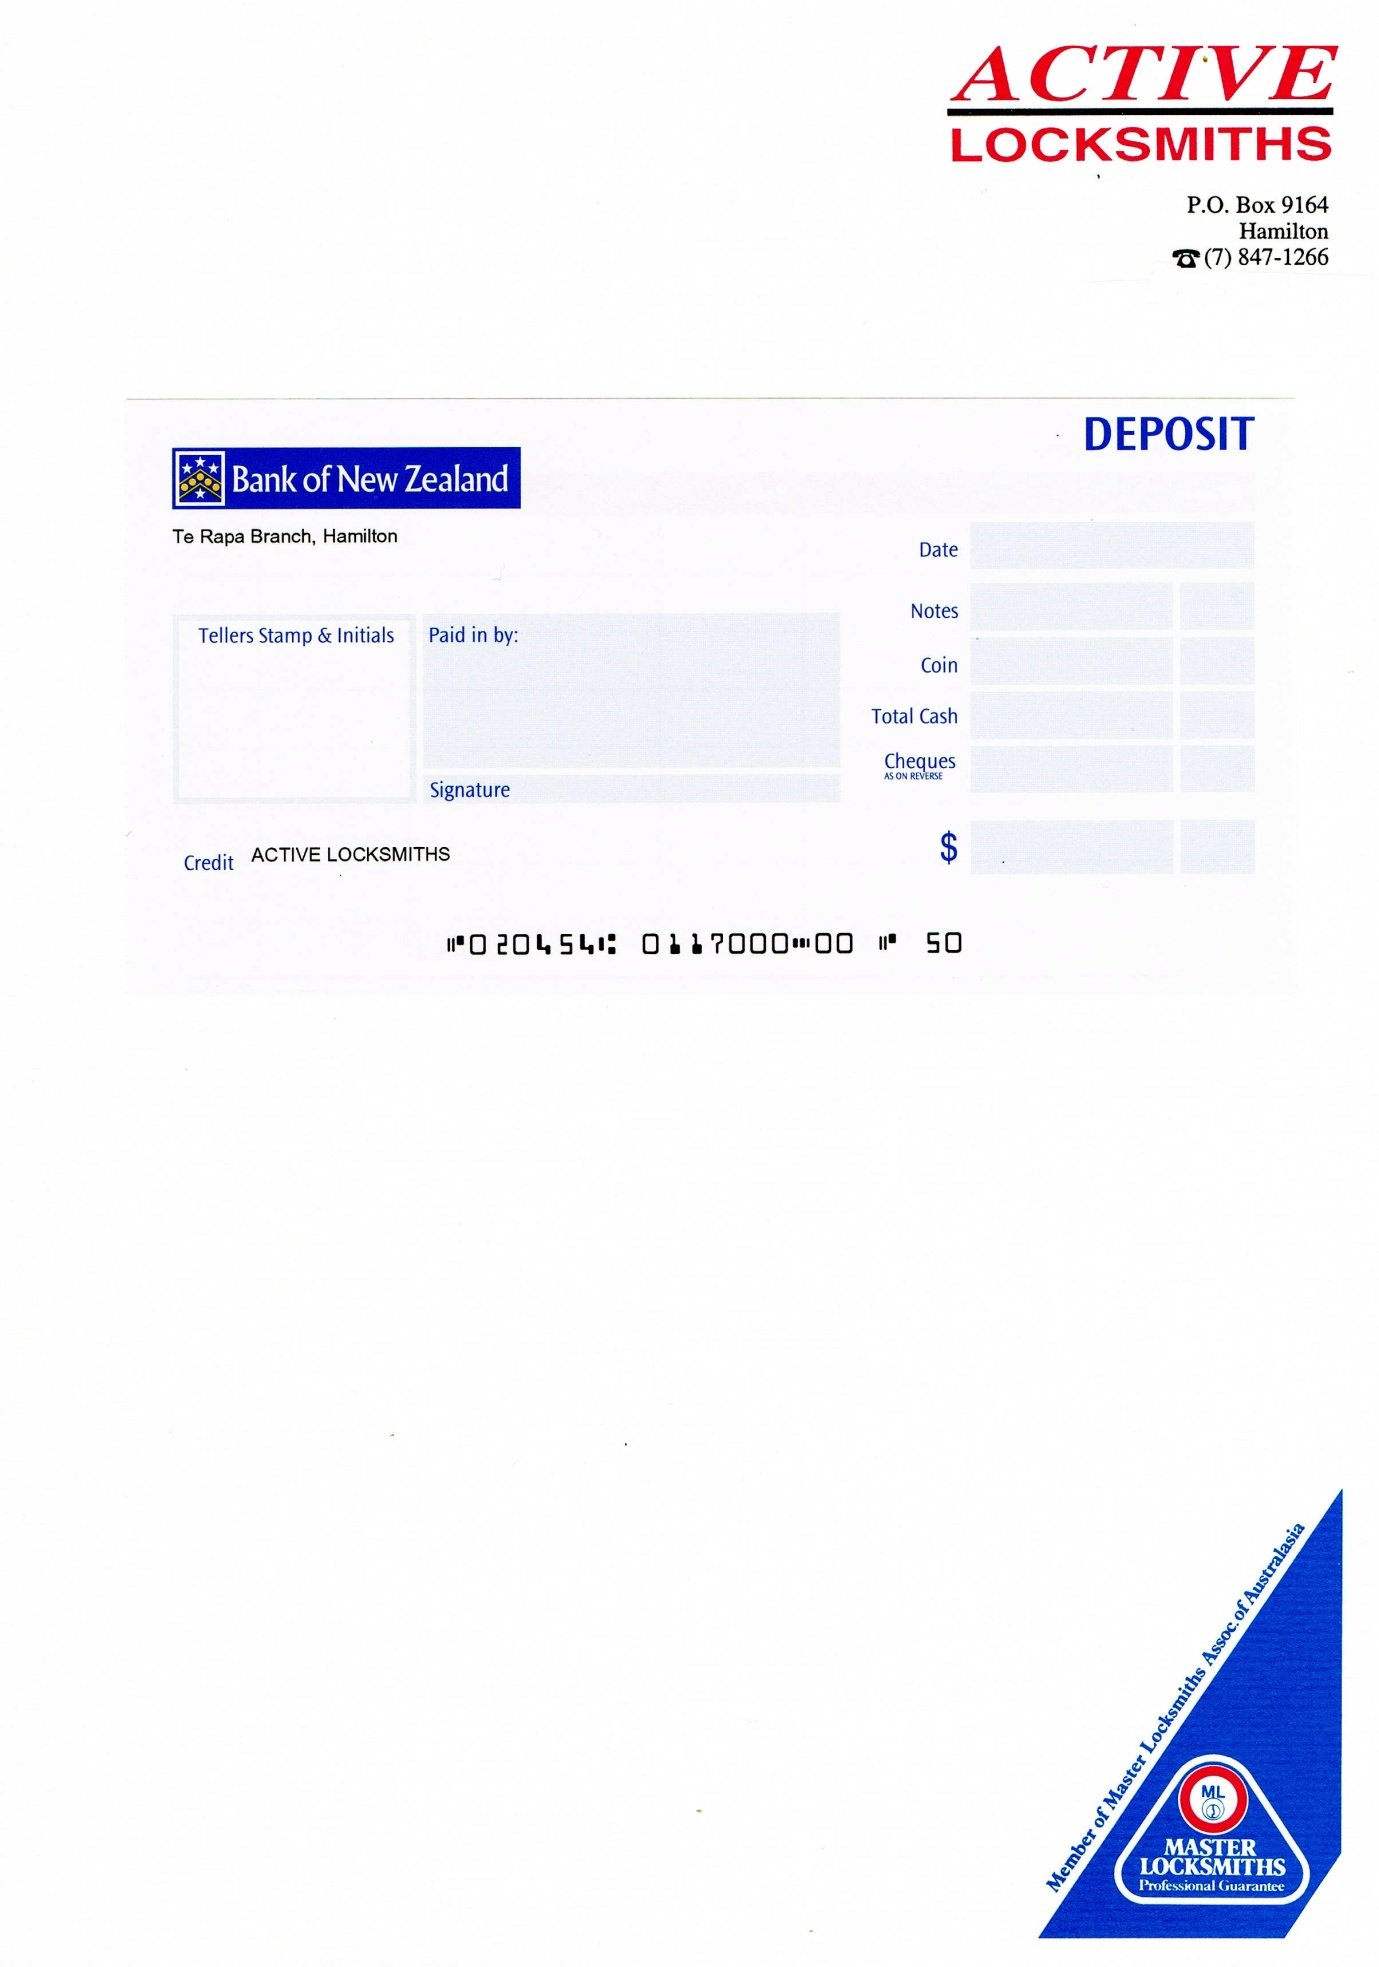 ACTIVE
LOCKSMITHS
P.O. Box 9164
Hamilton
☎(7) 847-1266
DEPOSIT
Bank of New Zealand
Te Rapa Branch, Hamilton
Date
Notes
Tellers Stamp & Initials
Paid in by:
Coin
Total Cash
Cheques
AS ON REVERSE
Signature
$
Credit ACTIVE LOCKSMITHS
⑈020454⑆ 0117000⑉00 ⑈ 50
Member of Master Locksmiths Assoc. of Australasia
ML
MASTER
LOCKSMITHS
Professional Guarantee